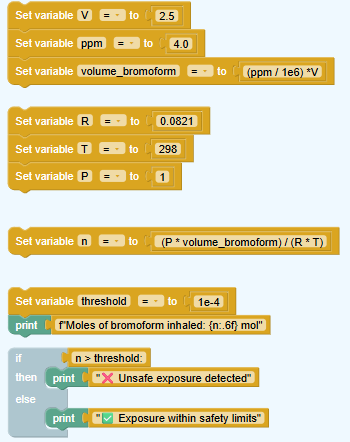 Set variable V = to 2.5
Set variable ppm = to 4.0
Set variable volume_bromoform = to (ppm / 1e6) *V
Set variable R = to 0.0821
Set variable T = to 298
Set variable P = to 1
Set variable n = to (P * volume_bromoform) / (R * T)
Set variable threshold = to 1e-4
print f"Moles of bromoform inhaled: {n:.6f} mol"
if n > threshold:
then print "❌ Unsafe exposure detected"
else
print "✅ Exposure within safety limits"